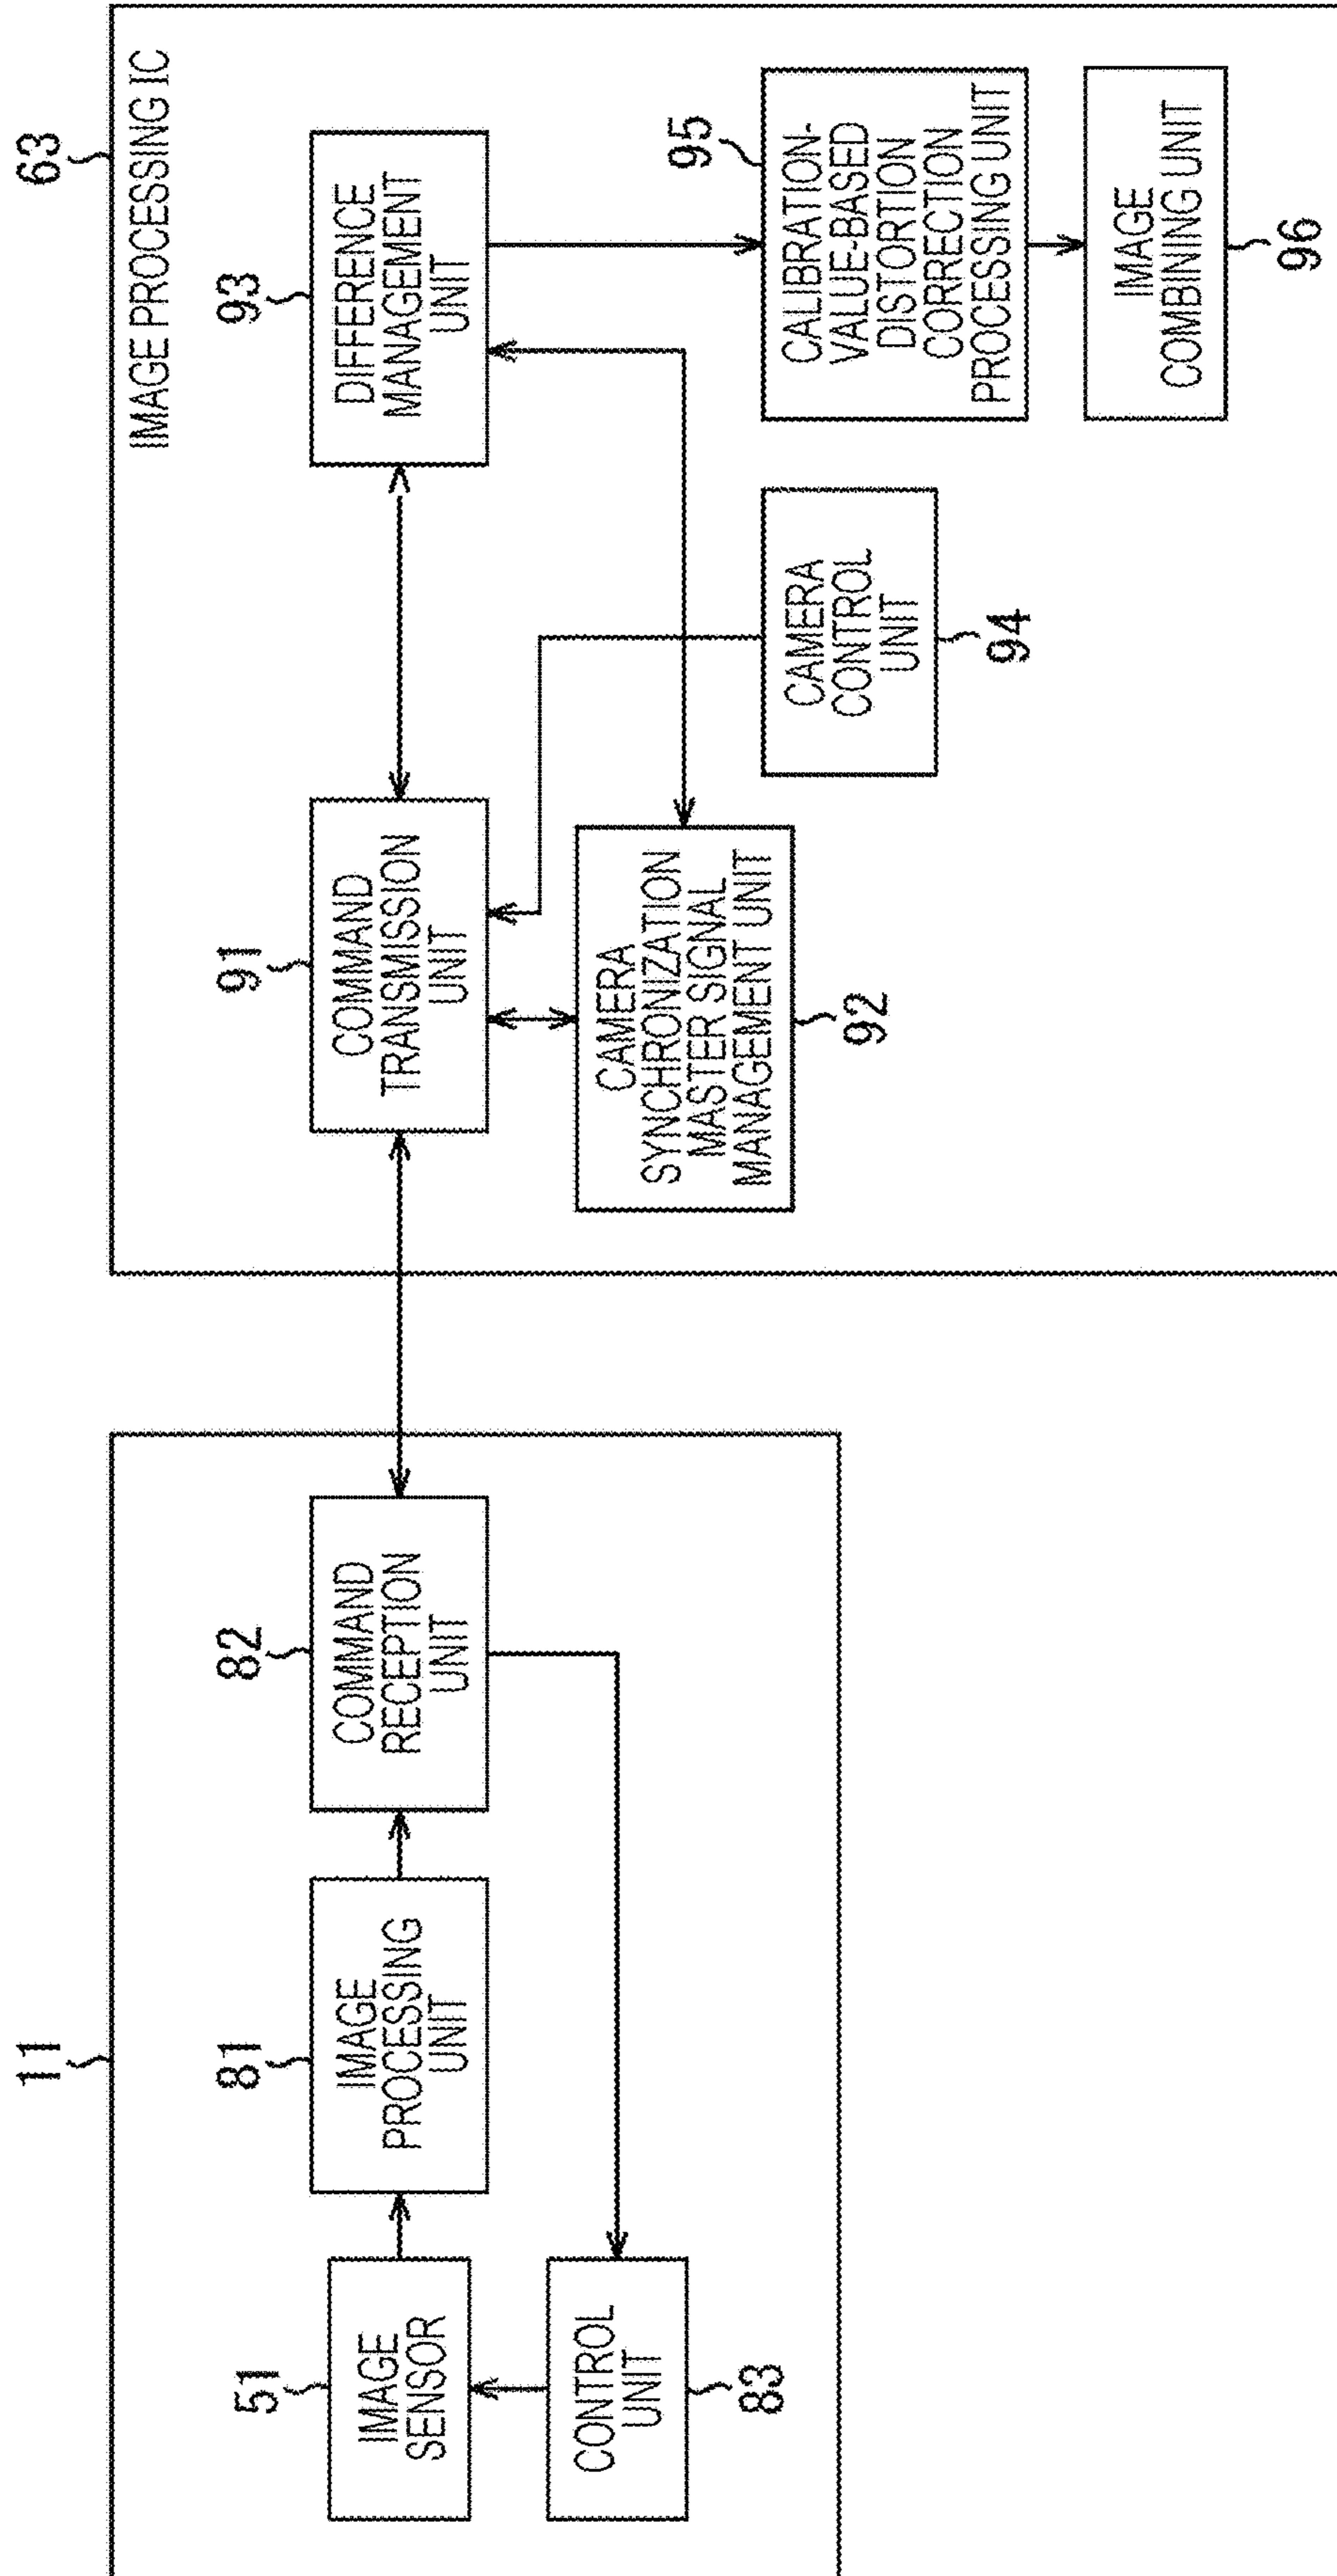 11
51
IMAGE
SENSOR
81
IMAGE
PROCESSING
UNIT
82
COMMAND
RECEPTION
UNIT
CONTROL
UNIT
83
63
IMAGE PROCESSING IC
91
COMMAND
TRANSMISSION
UNIT
93
DIFFERENCE
MANAGEMENT
UNIT
CAMERA
SYNCHRONIZATION
MASTER SIGNAL
MANAGEMENT UNIT
92
CAMERA
CONTROL
UNIT
94
95
CALIBRATION-
VALUE-BASED
DISTORTION
CORRECTION
PROCESSING UNIT
IMAGE
COMBINING UNIT
96